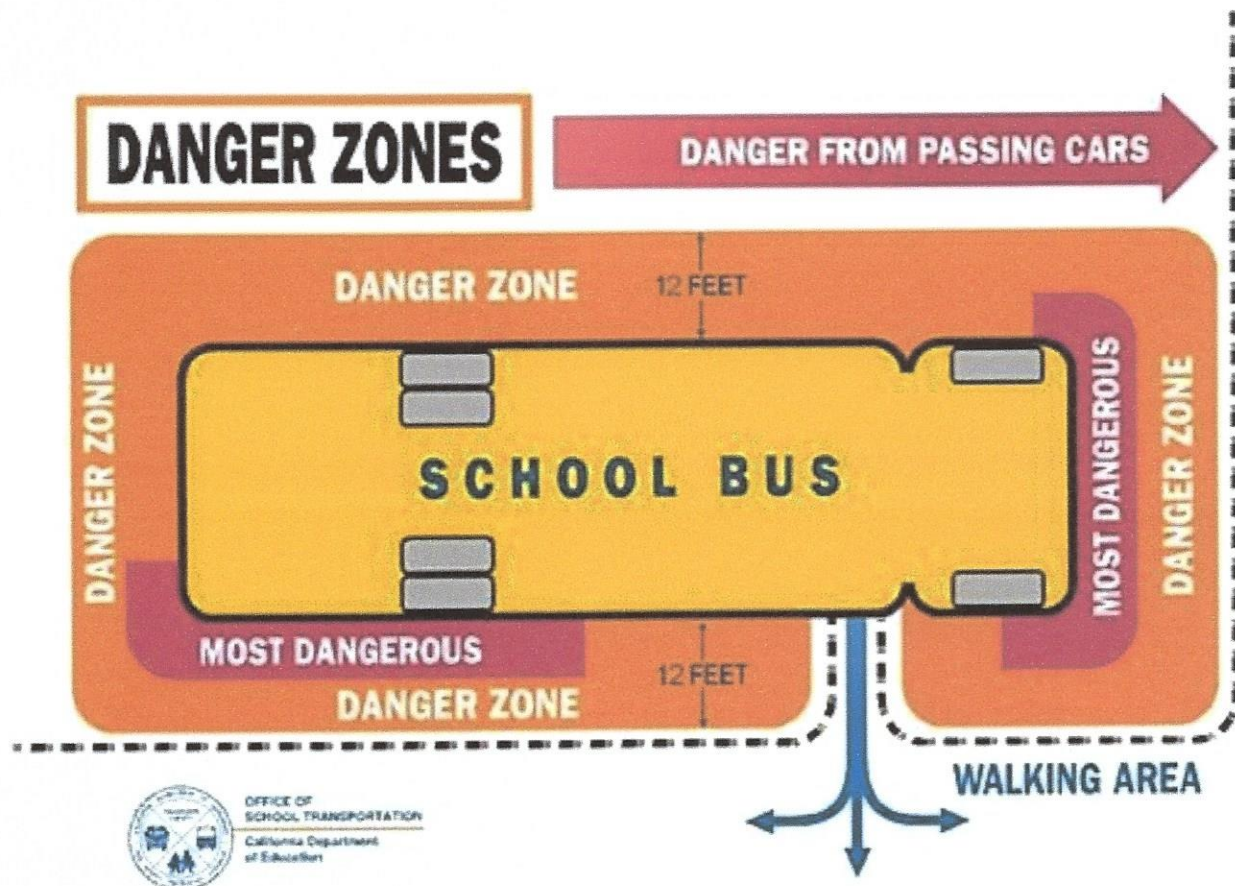 DANGER ZONES
DANGER FROM PASSING CARS
DANGER ZONE
12 FEET
DANGER ZONE
SCHOOL BUS
MOST DANGEROUS
DANGER ZONE
MOST DANGEROUS
12 FEET
DANGER ZONE
WALKING AREA
OFFICE OF
SCHOOL TRANSPORTATION
California Department
of Education